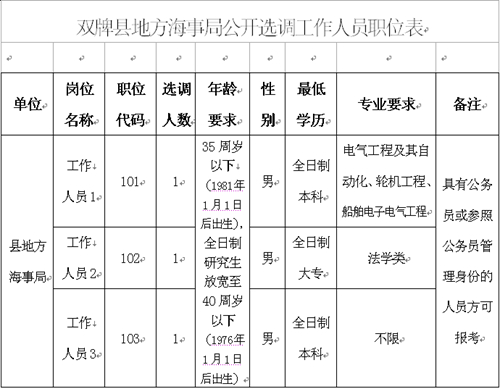 双牌县地方海事局公开选调工作人员职位表
单位 岗位名称 职位代码 选调人数 年龄要求 性别 最低学历 专业要求 备注
县地方
海事局
工作
人员1
101
1
35周岁
以下
（1981年
1月1日
后出生），
全日制
研究生
放宽至
40周岁
以下
（1976年
1月1日
后出生）
男
全日制
本科
电气工程及其自
动化、轮机工程、
船舶电子电气工程
具有公务
员或参照
公务员管
理身份的
人员方可
报考
工作
人员2
102
1
男
全日制
大专
法学类
工作
人员3
103
1
男
全日制
本科
不限